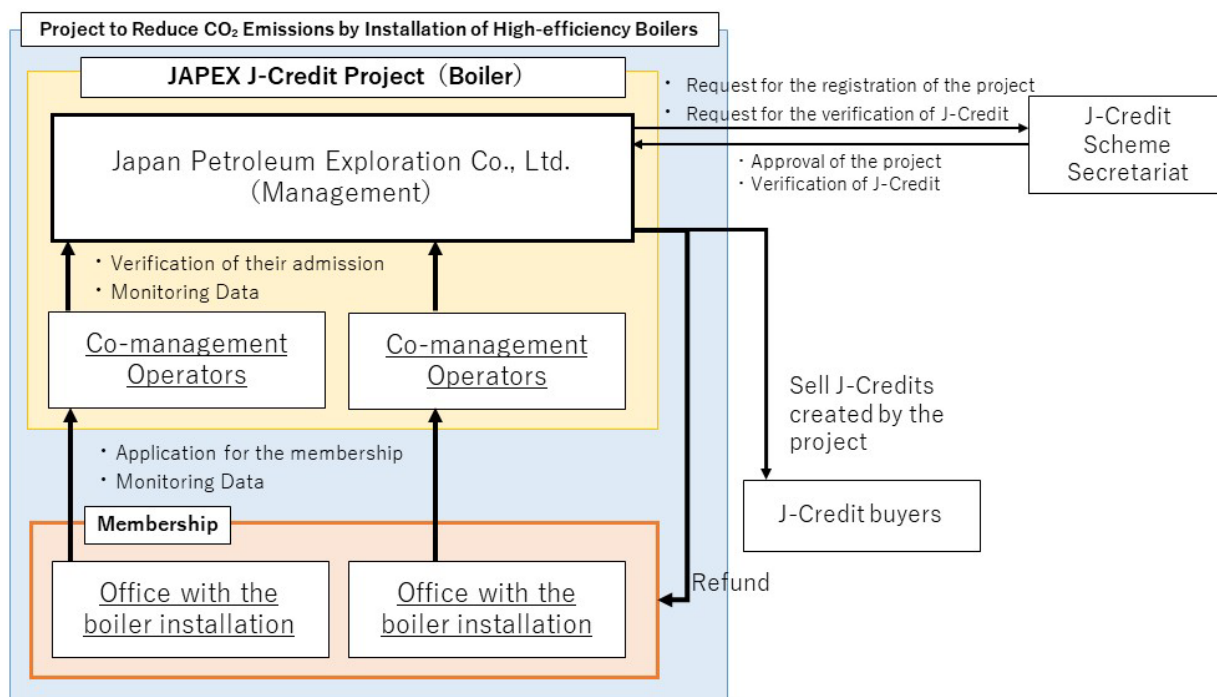 Project to Reduce CO₂ Emissions by Installation of High-efficiency Boilers
JAPEX J-Credit Project（Boiler）
Japan Petroleum Exploration Co., Ltd.
（Management）
・ Request for the registration of the project
・ Request for the verification of J-Credit
・Approval of the project
・Verification of J-Credit
J-Credit
Scheme
Secretariat
・ Verification of their admission
・ Monitoring Data
Co-management
Operators
Co-management
Operators
Sell J-Credits
created by the
project
・ Application for the membership
・ Monitoring Data
J-Credit buyers
Membership
Office with the
boiler installation
Office with the
boiler installation
Refund